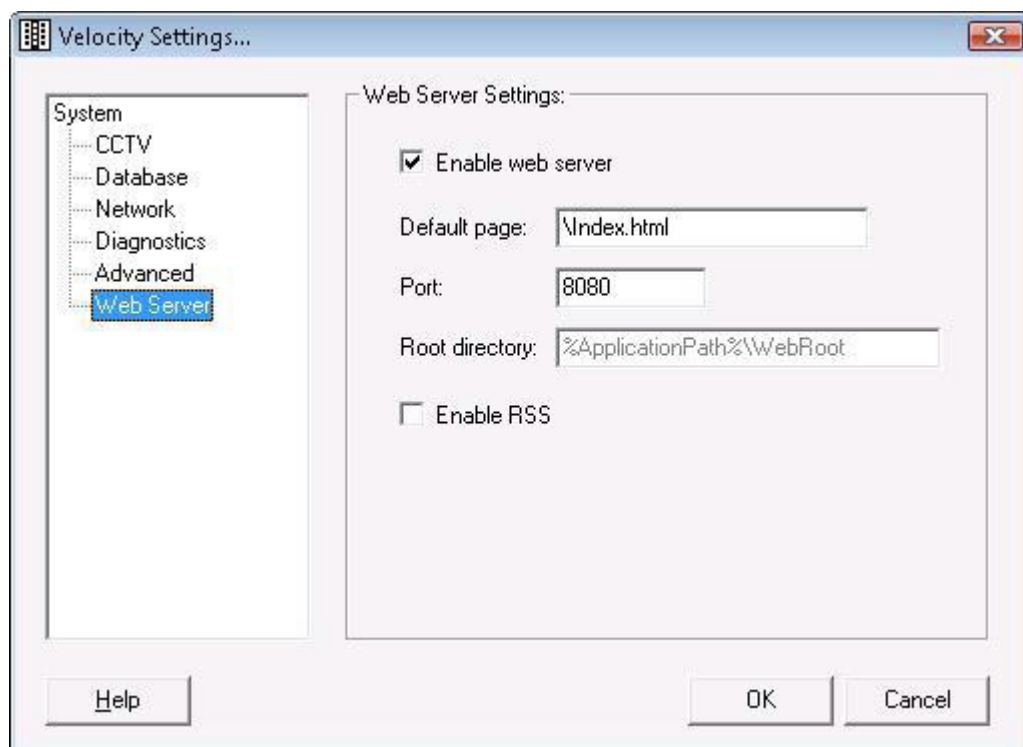 Velocity Settings...
System
CCTV
Database
Network
Diagnostics
Advanced
Web Server
Web Server Settings:
Enable web server
Default page: \Index.html
Port: 8080
Root directory: %ApplicationPath%\WebRoot
Enable RSS
Help
OK
Cancel